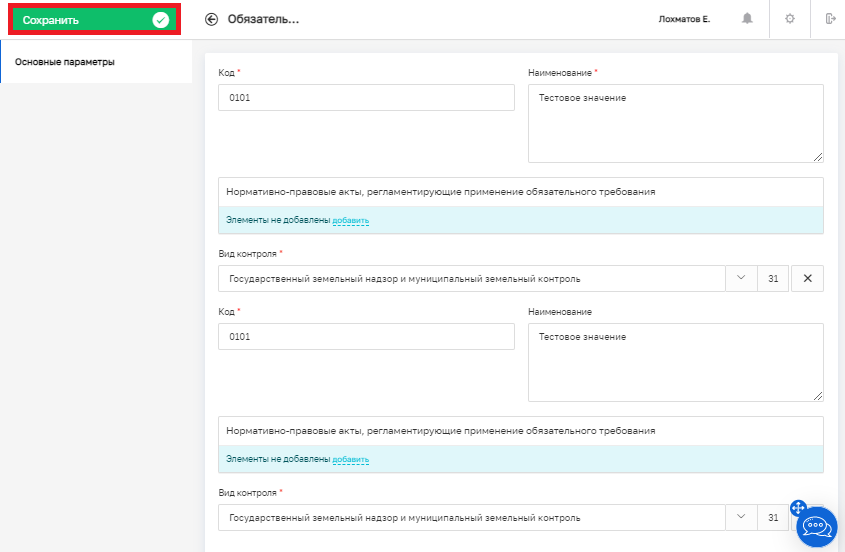 Сохранить
Обязатель...
Лохматов Е.
Основные параметры
Код *
Наименование *
0101
Тестовое значение
Нормативно-правовые акты, регламентирующие применение обязательного требования
Элементы не добавлены добавить
Вид контроля *
Государственный земельный надзор и муниципальный земельный контроль
31
Код *
Наименование
0101
Тестовое значение
Нормативно-правовые акты, регламентирующие применение обязательного требования
Элементы не добавлены добавить
Вид контроля *
Государственный земельный надзор и муниципальный земельный контроль
31